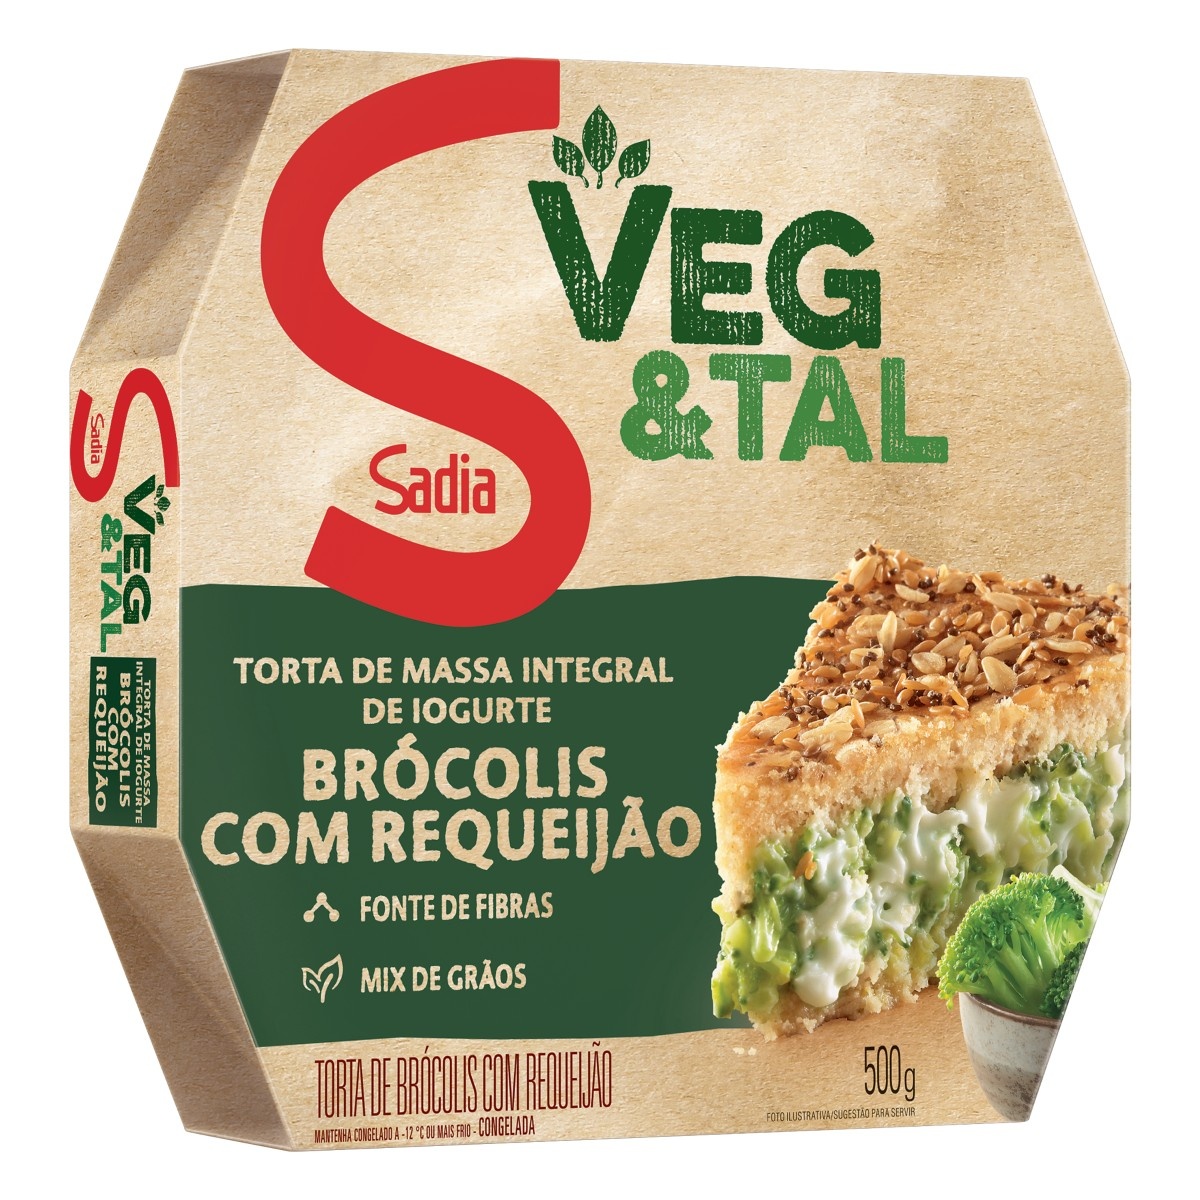 VEG
&TAL
Sadia
TORTA DE MASSA INTEGRAL
DE IOGURTE
BRÓCOLIS
COM REQUEIJÃO
FONTE DE FIBRAS
MIX DE GRÃOS
TORTA DE BRÓCOLIS COM REQUEIJÃO
MANTENHA CONGELADO A -12 °C OU MAIS FRIO - CONGELADA
500g
FOTO ILUSTRATIVA/SUGESTÃO PARA SERVIR
Sadia
VEG
&TAL
TORTA DE MASSA
INTEGRAL DE IOGURTE
BRÓCOLIS
COM
REQUEIJÃO